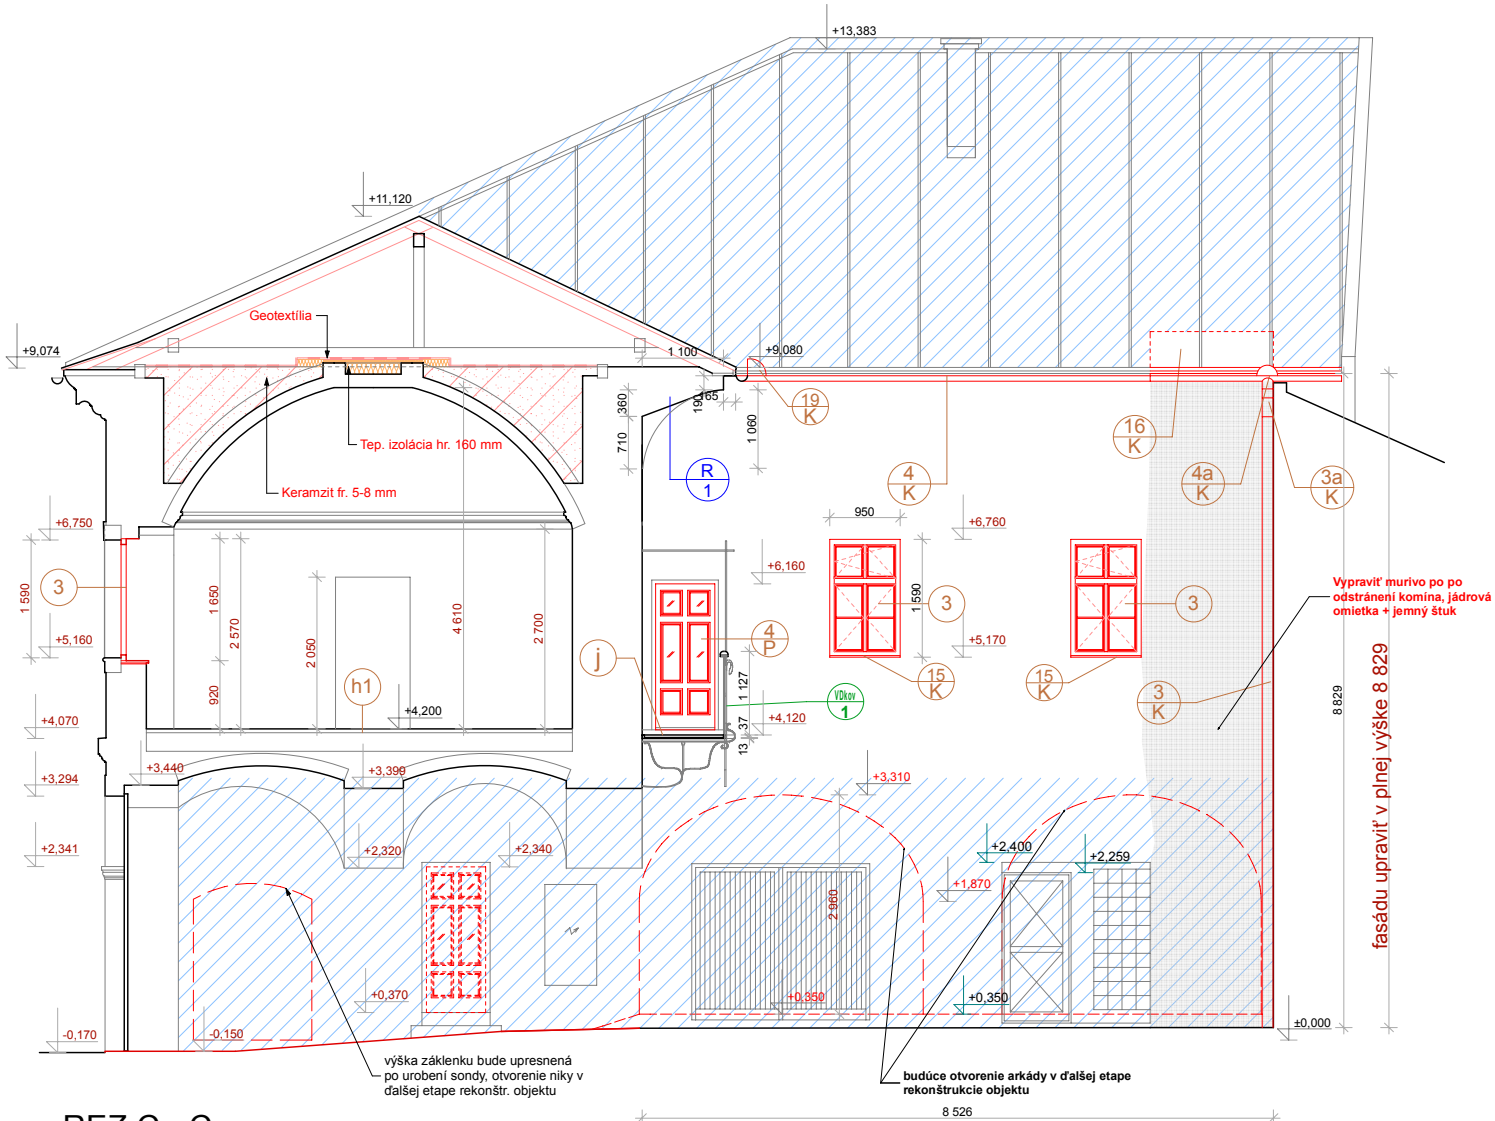 +13,383
+11,120
Geotextília
+9,074
1 100
+9,080
165
190
360
710
1 060
19
K
16
K
Tep. izolácia hr. 160 mm
Keramzit fr. 5-8 mm
R
1
4
K
4a
K
3a
K
+6,750
950
+6,760
+6,160
3
1 590
1 650
2 570
2 050
4 610
2 700
1 590
3
3
Vypraviť murivo po po
odstránení komína, jádrová
omietka + jemný štuk
+5,160
+5,170
4
P
j
h1
920
15
K
15
K
3
K
1 127
VDkov
1
+4,200
+4,070
+4,120
37
13
8 829
fasádu upraviť v plnej výške 8 829
+3,440
+3,399
+3,294
+3,310
+2,341
+2,320
+2,340
+2,400
+2,259
+1,870
2 960
+0,370
+0,350
+0,350
±0,000
-0,170
-0,150
výška záklenku bude upresnená
po urobení sondy, otvorenie niky v
ďalšej etape rekonštr. objektu
budúce otvorenie arkády v ďalšej etape
rekonštrukcie objektu
8 526